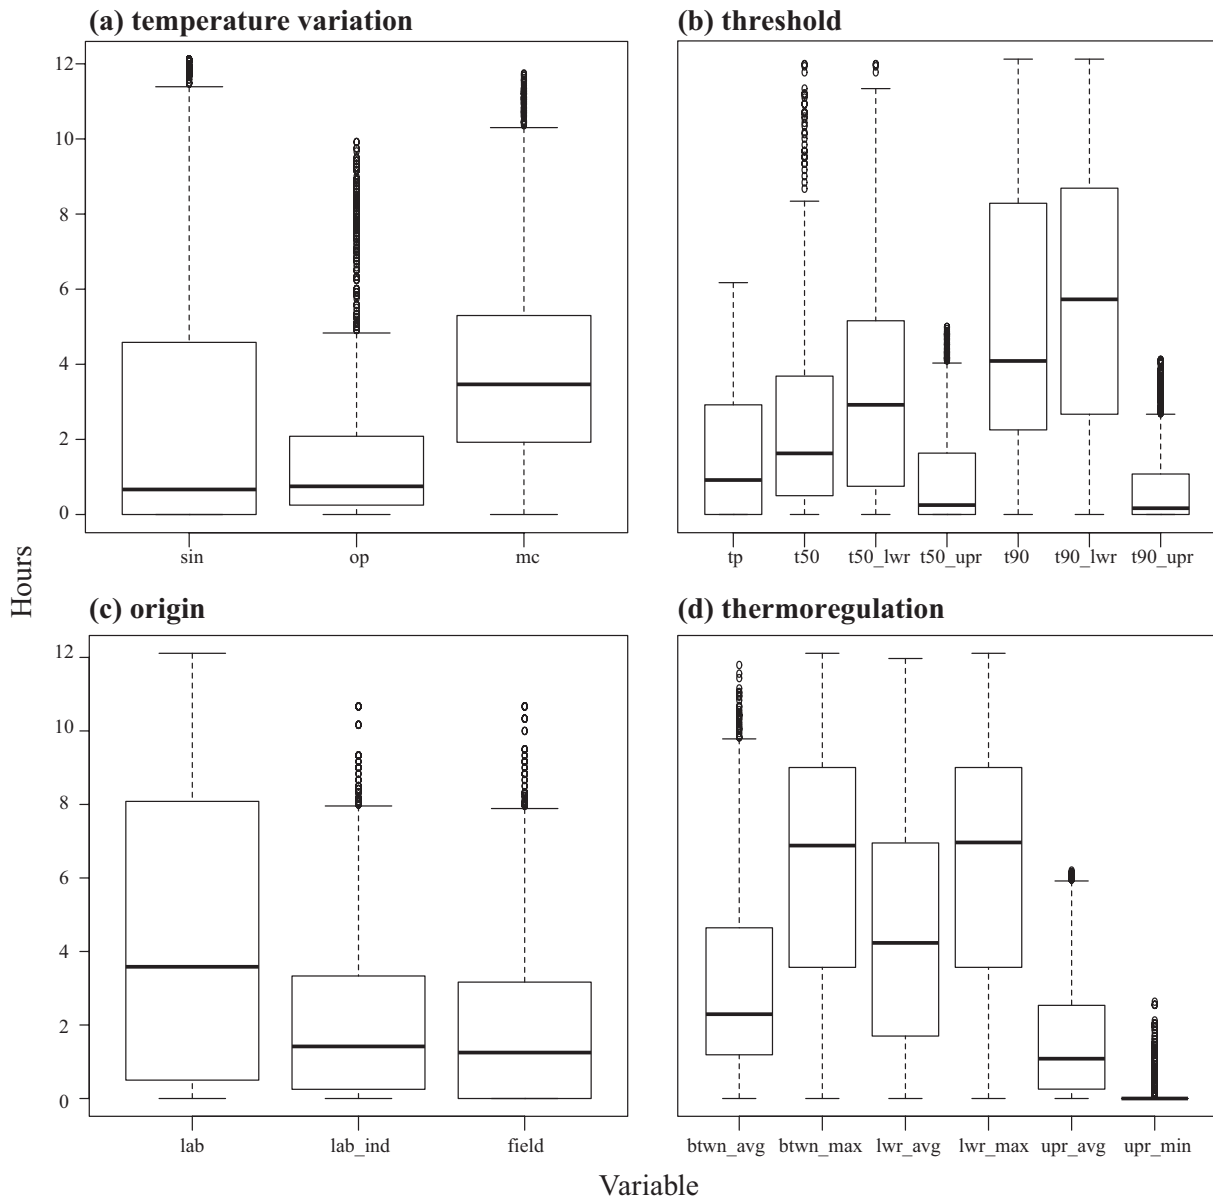 (a) temperature variation
(b) threshold
12
10
8
6
4
2
0
sin op mc
tp t50 t50_lwr t50_upr t90 t90_lwr t90_upr
Hours
(c) origin
(d) thermoregulation
12
10
8
6
4
2
0
lab lab_ind field
btwn_avg btwn_max lwr_avg lwr_max upr_avg upr_min
Variable